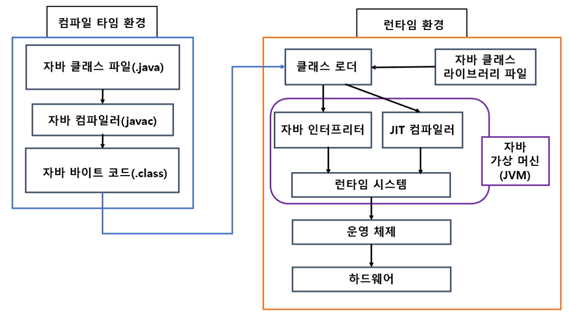 컴파일 타임 환경
자바 클래스 파일(.java)
자바 컴파일러(javac)
자바 바이트 코드(.class)
런타임 환경
클래스 로더
자바 클래스
라이브러리 파일
자바 인터프리터
JIT 컴파일러
자바
가상 머신
(JVM)
런타임 시스템
운영 체제
하드웨어